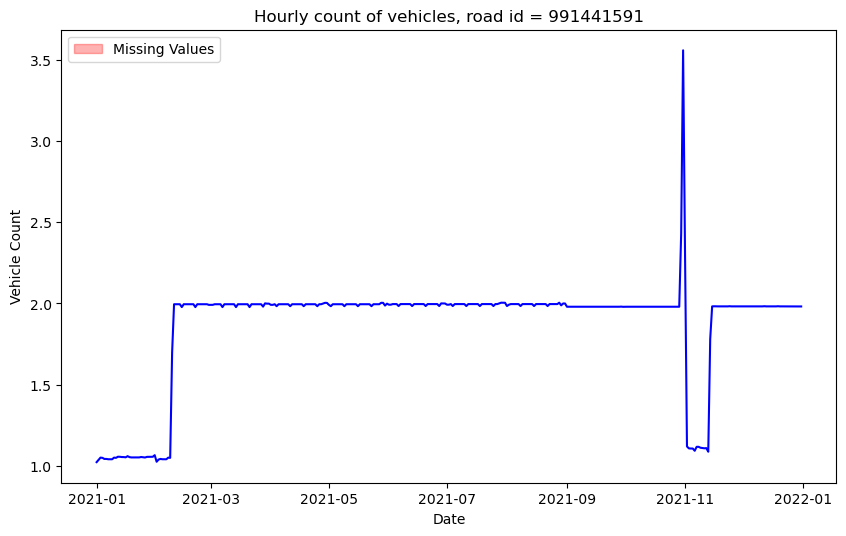 Hourly count of vehicles, road id = 991441591
Missing Values
3.5
3.0
2.5
2.0
1.5
1.0
Vehicle Count
2021-01 2021-03 2021-05 2021-07 2021-09 2021-11 2022-01
Date